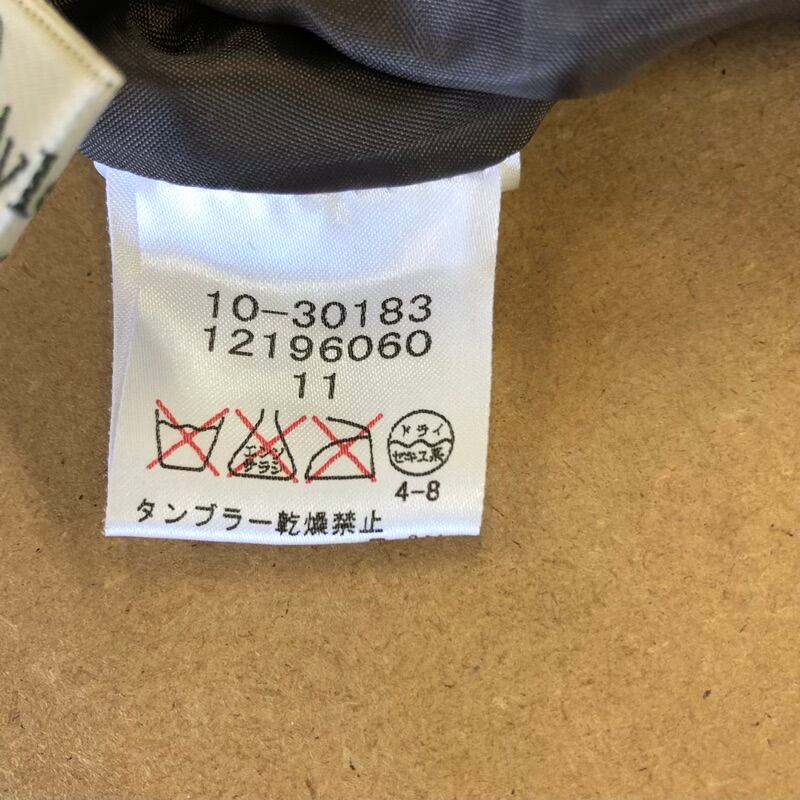 10-30183
12196060
11
エンソ
サラシ
ドライ
セキユ系
4-8
タンブラー乾燥禁止